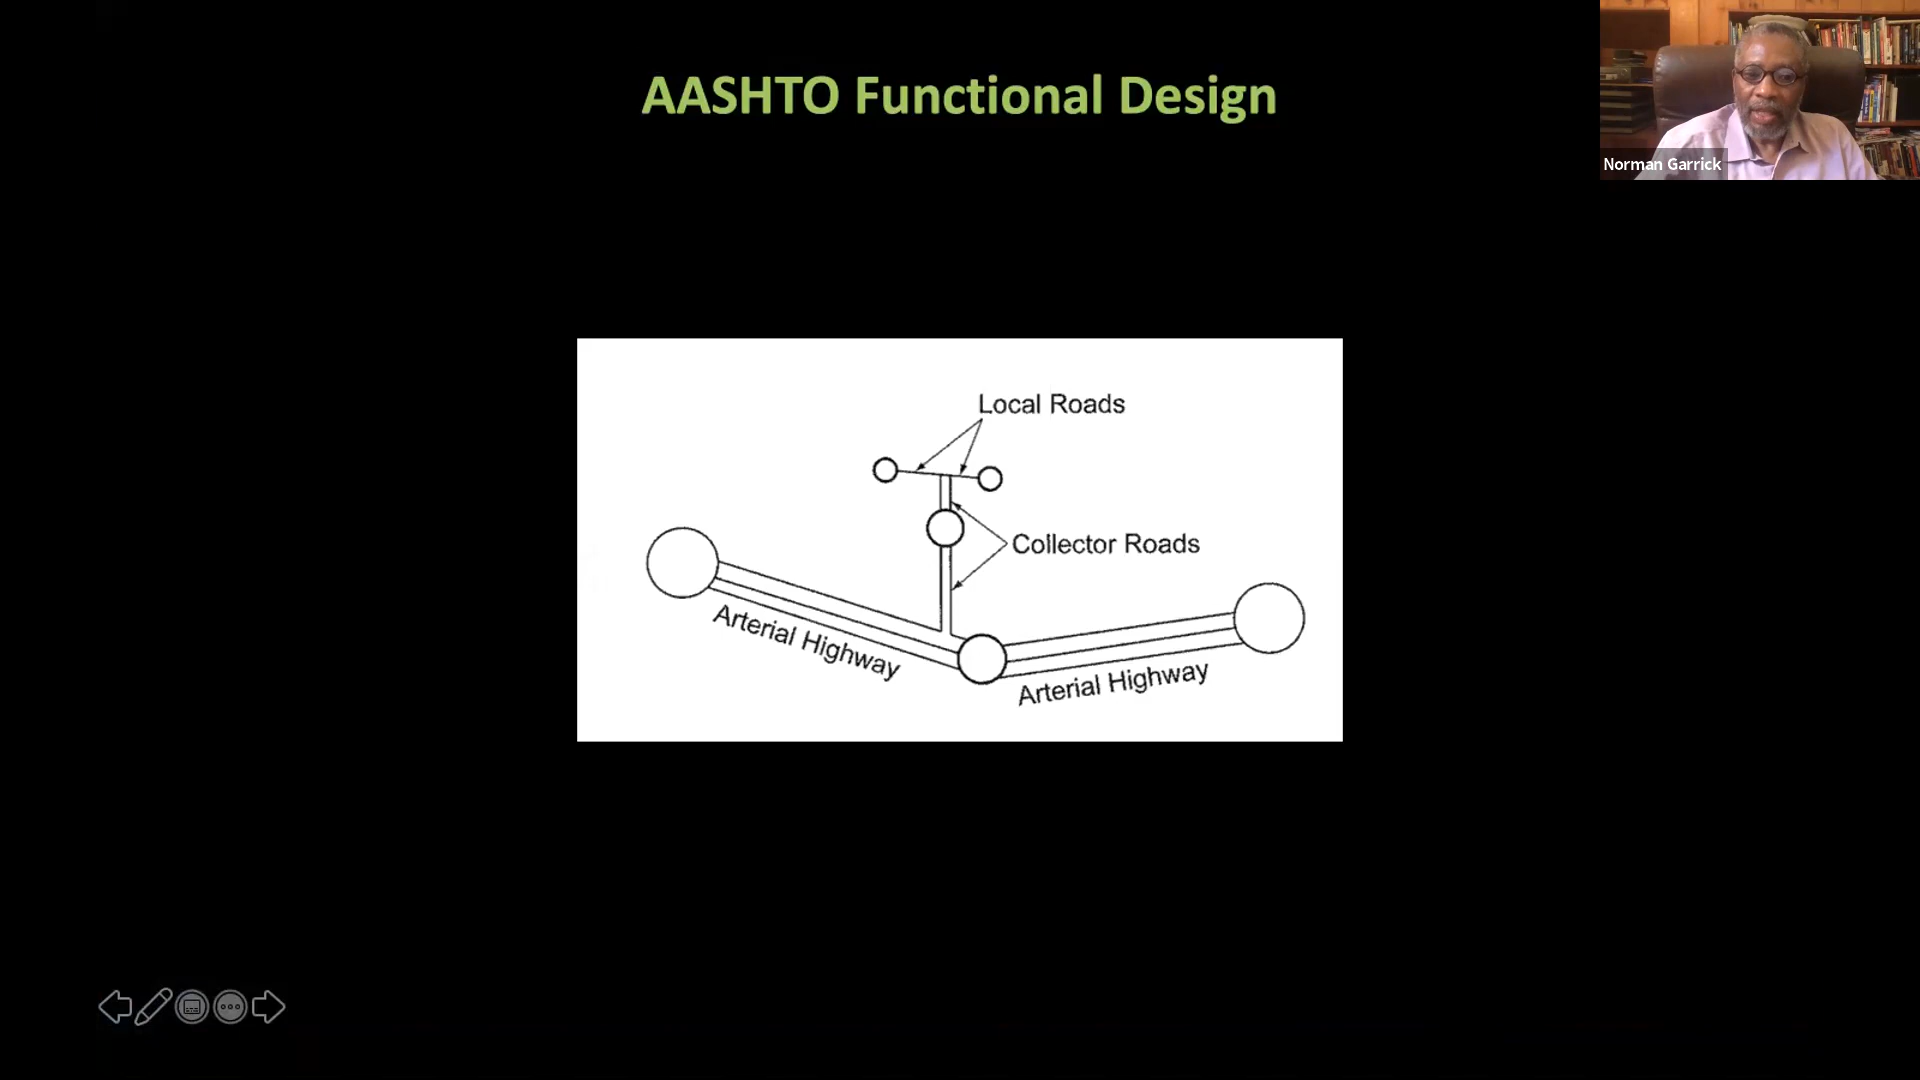 AASHTO Functional Design
Norman Garrick
Local Roads
Collector Roads
Arterial Highway
Arterial Highway